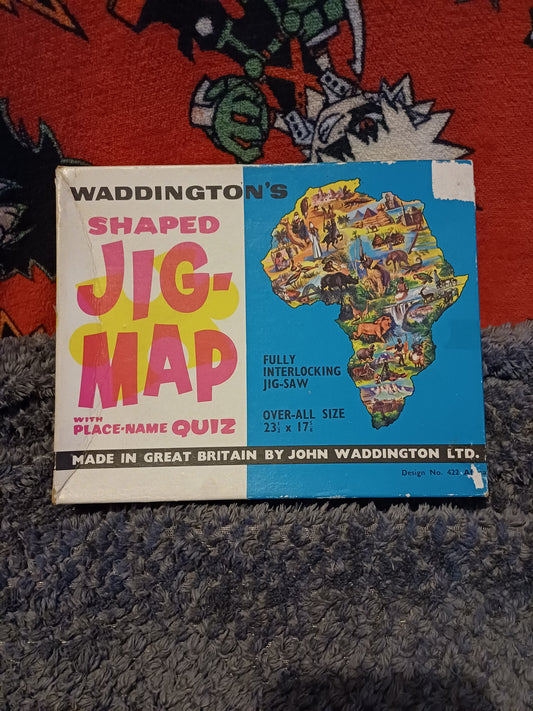 WADDINGTON'S
SHAPED
JIG-
MAP
WITH
PLACE-NAME QUIZ
FULLY
INTERLOCKING
JIG-SAW
OVER-ALL SIZE
MADE IN GREAT BRITAIN BY JOHN WADDINGTON LTD.
Design No. 422